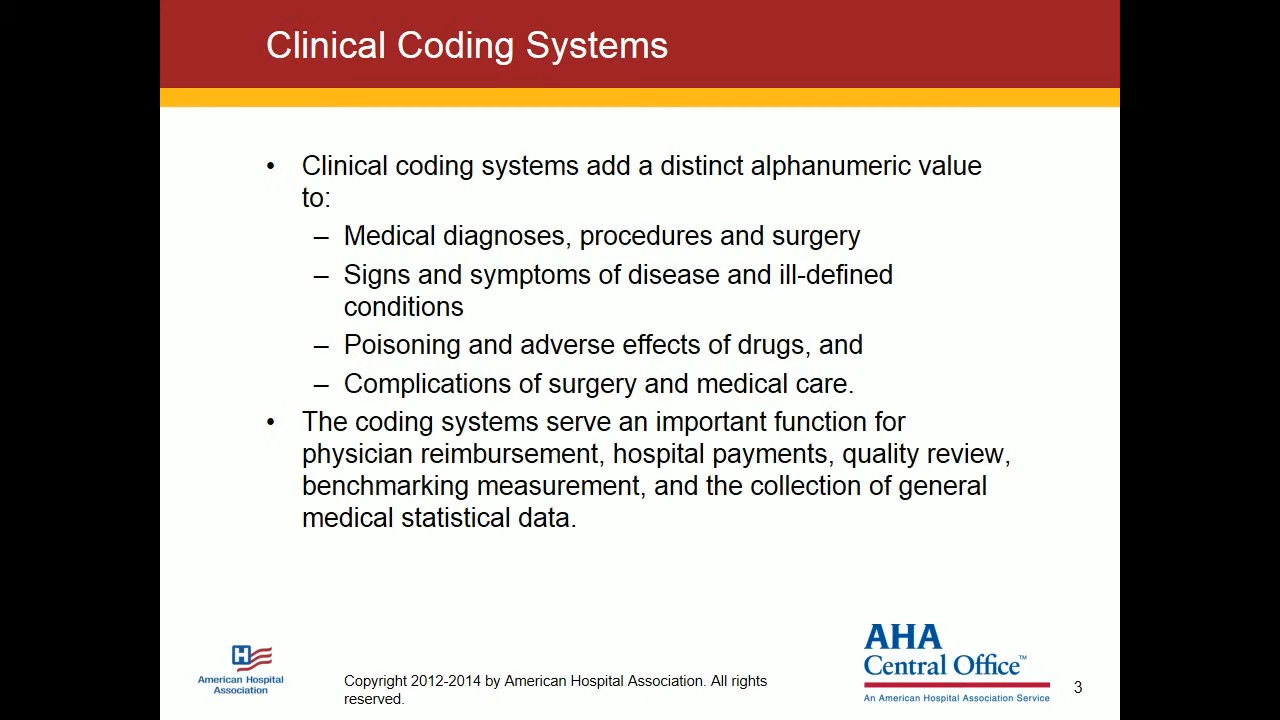 Clinical Coding Systems
• Clinical coding systems add a distinct alphanumeric value
to:
– Medical diagnoses, procedures and surgery
– Signs and symptoms of disease and ill-defined
conditions
– Poisoning and adverse effects of drugs, and
– Complications of surgery and medical care.
• The coding systems serve an important function for
physician reimbursement, hospital payments, quality review,
benchmarking measurement, and the collection of general
medical statistical data.
H
American Hospital
Association
Copyright 2012-2014 by American Hospital Association. All rights
reserved.
AHA
Central Office™
An American Hospital Association Service
3